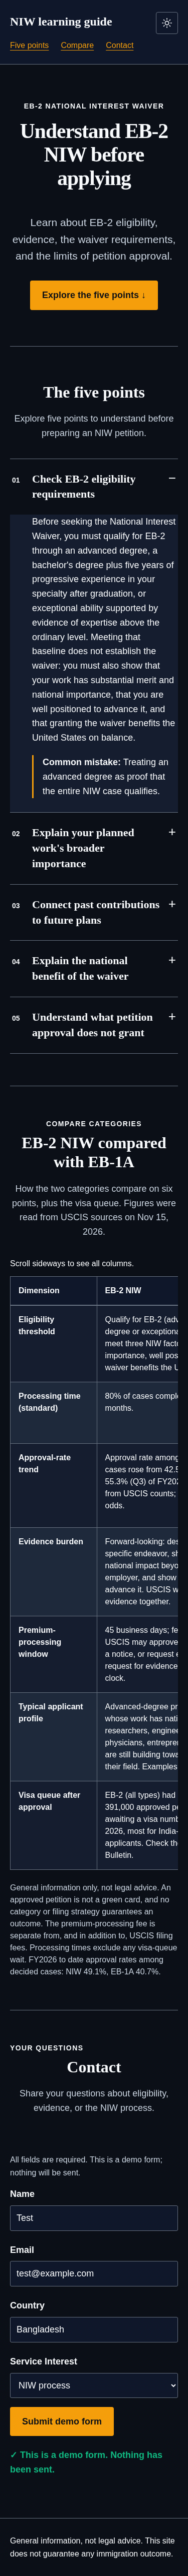 NIW learning guide
Five points Compare Contact
EB-2 NATIONAL INTEREST WAIVER
Understand EB-2
NIW before
applying
Learn about EB-2 eligibility,
evidence, the waiver requirements,
and the limits of petition approval.
Explore the five points ↓
The five points
Explore five points to understand before
preparing an NIW petition.
01 Check EB-2 eligibility
requirements
Before seeking the National Interest
Waiver, you must qualify for EB-2
through an advanced degree, a
bachelor's degree plus five years of
progressive experience in your
specialty after graduation, or
exceptional ability supported by
evidence of expertise above the
ordinary level. Meeting that
baseline does not establish the
waiver: you must also show that
your work has substantial merit and
national importance, that you are
well positioned to advance it, and
that granting the waiver benefits the
United States on balance.
Common mistake: Treating an
advanced degree as proof that
the entire NIW case qualifies.
02 Explain your planned
work's broader
importance
03 Connect past contributions
to future plans
04 Explain the national
benefit of the waiver
05 Understand what petition
approval does not grant
COMPARE CATEGORIES
EB-2 NIW compared
with EB-1A
How the two categories compare on six
points, plus the visa queue. Figures were
read from USCIS sources on Nov 15,
2026.
Scroll sideways to see all columns.
Dimension EB-2 NIW
Eligibility
threshold
Qualify for EB-2 (adv
degree or exceptiona
meet three NIW facto
importance, well pos
waiver benefits the U
Processing time
(standard)
80% of cases comple
months.
Approval-rate
trend
Approval rate among
cases rose from 42.5
55.3% (Q3) of FY202
from USCIS counts;
odds.
Evidence burden
Forward-looking: des
specific endeavor, sh
national impact beyo
employer, and show
advance it. USCIS w
evidence together.
Premium-
processing
window
45 business days; fe
USCIS may approve
a notice, or request e
request for evidence
clock.
Typical applicant
profile
Advanced-degree pr
whose work has nati
researchers, enginee
physicians, entrepre
are still building towa
their field. Examples
Visa queue after
approval
EB-2 (all types) had
391,000 approved pe
awaiting a visa numb
2026, most for India-
applicants. Check the
Bulletin.
General information only, not legal advice. An
approved petition is not a green card, and no
category or filing strategy guarantees an
outcome. The premium-processing fee is
separate from, and in addition to, USCIS filing
fees. Processing times exclude any visa-queue
wait. FY2026 to date approval rates among
decided cases: NIW 49.1%, EB-1A 40.7%.
YOUR QUESTIONS
Contact
Share your questions about eligibility,
evidence, or the NIW process.
All fields are required. This is a demo form;
nothing will be sent.
Name
Test
Email
test@example.com
Country
Bangladesh
Service Interest
NIW process
Submit demo form
✓ This is a demo form. Nothing has
been sent.
General information, not legal advice. This site
does not guarantee any immigration outcome.